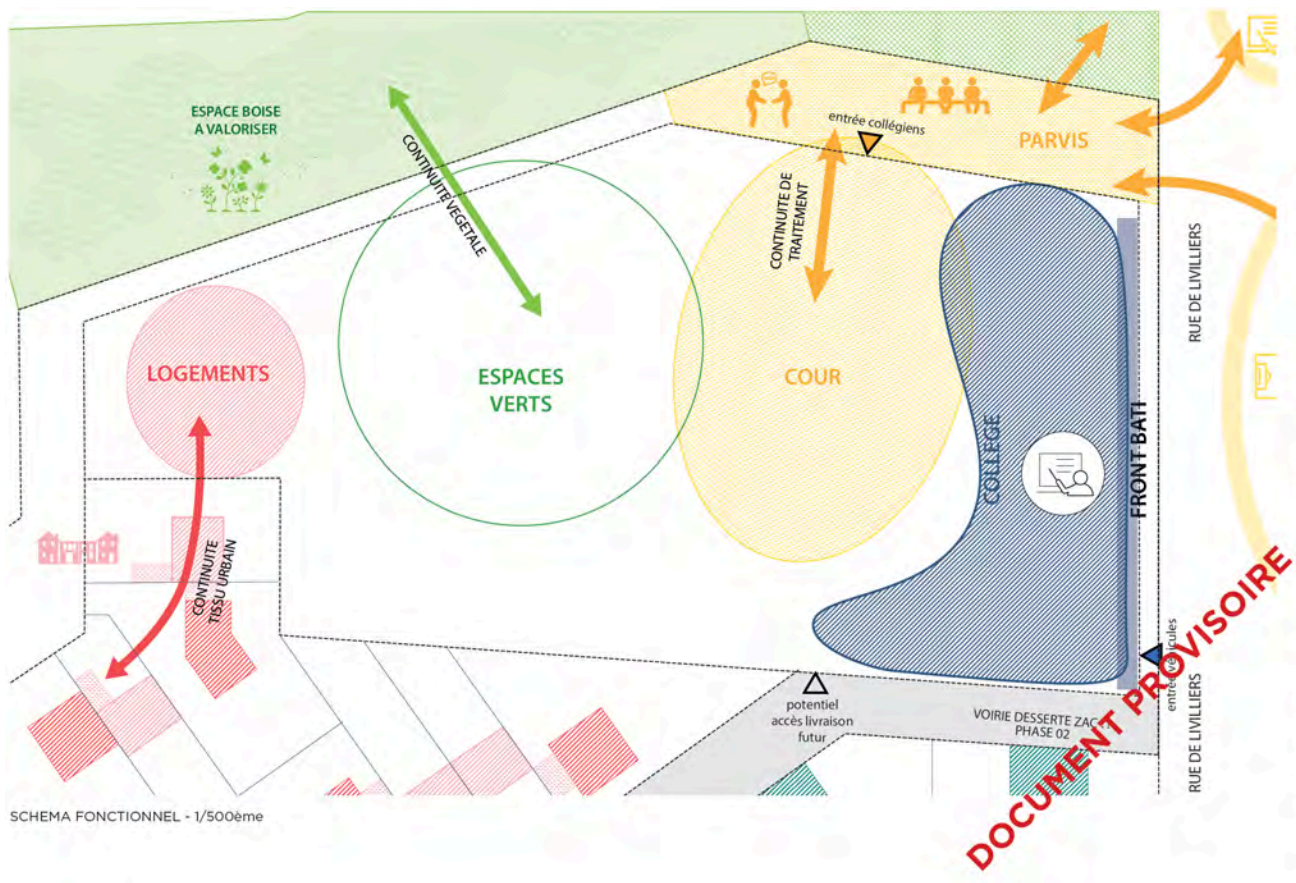 ESPACE BOISE
A VALORISER
CONTINUITE VEGETALE
entrée collégiens
PARVIS
CONTINUITE DE
TRAITEMENT
RUE DE LIVILLIERS
LOGEMENTS
ESPACES
VERTS
COUR
COLLEGE
FRONT BATI
CONTINUITE
TISSU URBAIN
entrée véhicules
potentiel
accès livraison
futur
VOIRIE DESSERTE ZAC
PHASE 02
RUE DE LIVILLIERS
DOCUMENT PROVISOIRE
SCHEMA FONCTIONNEL - 1/500ème